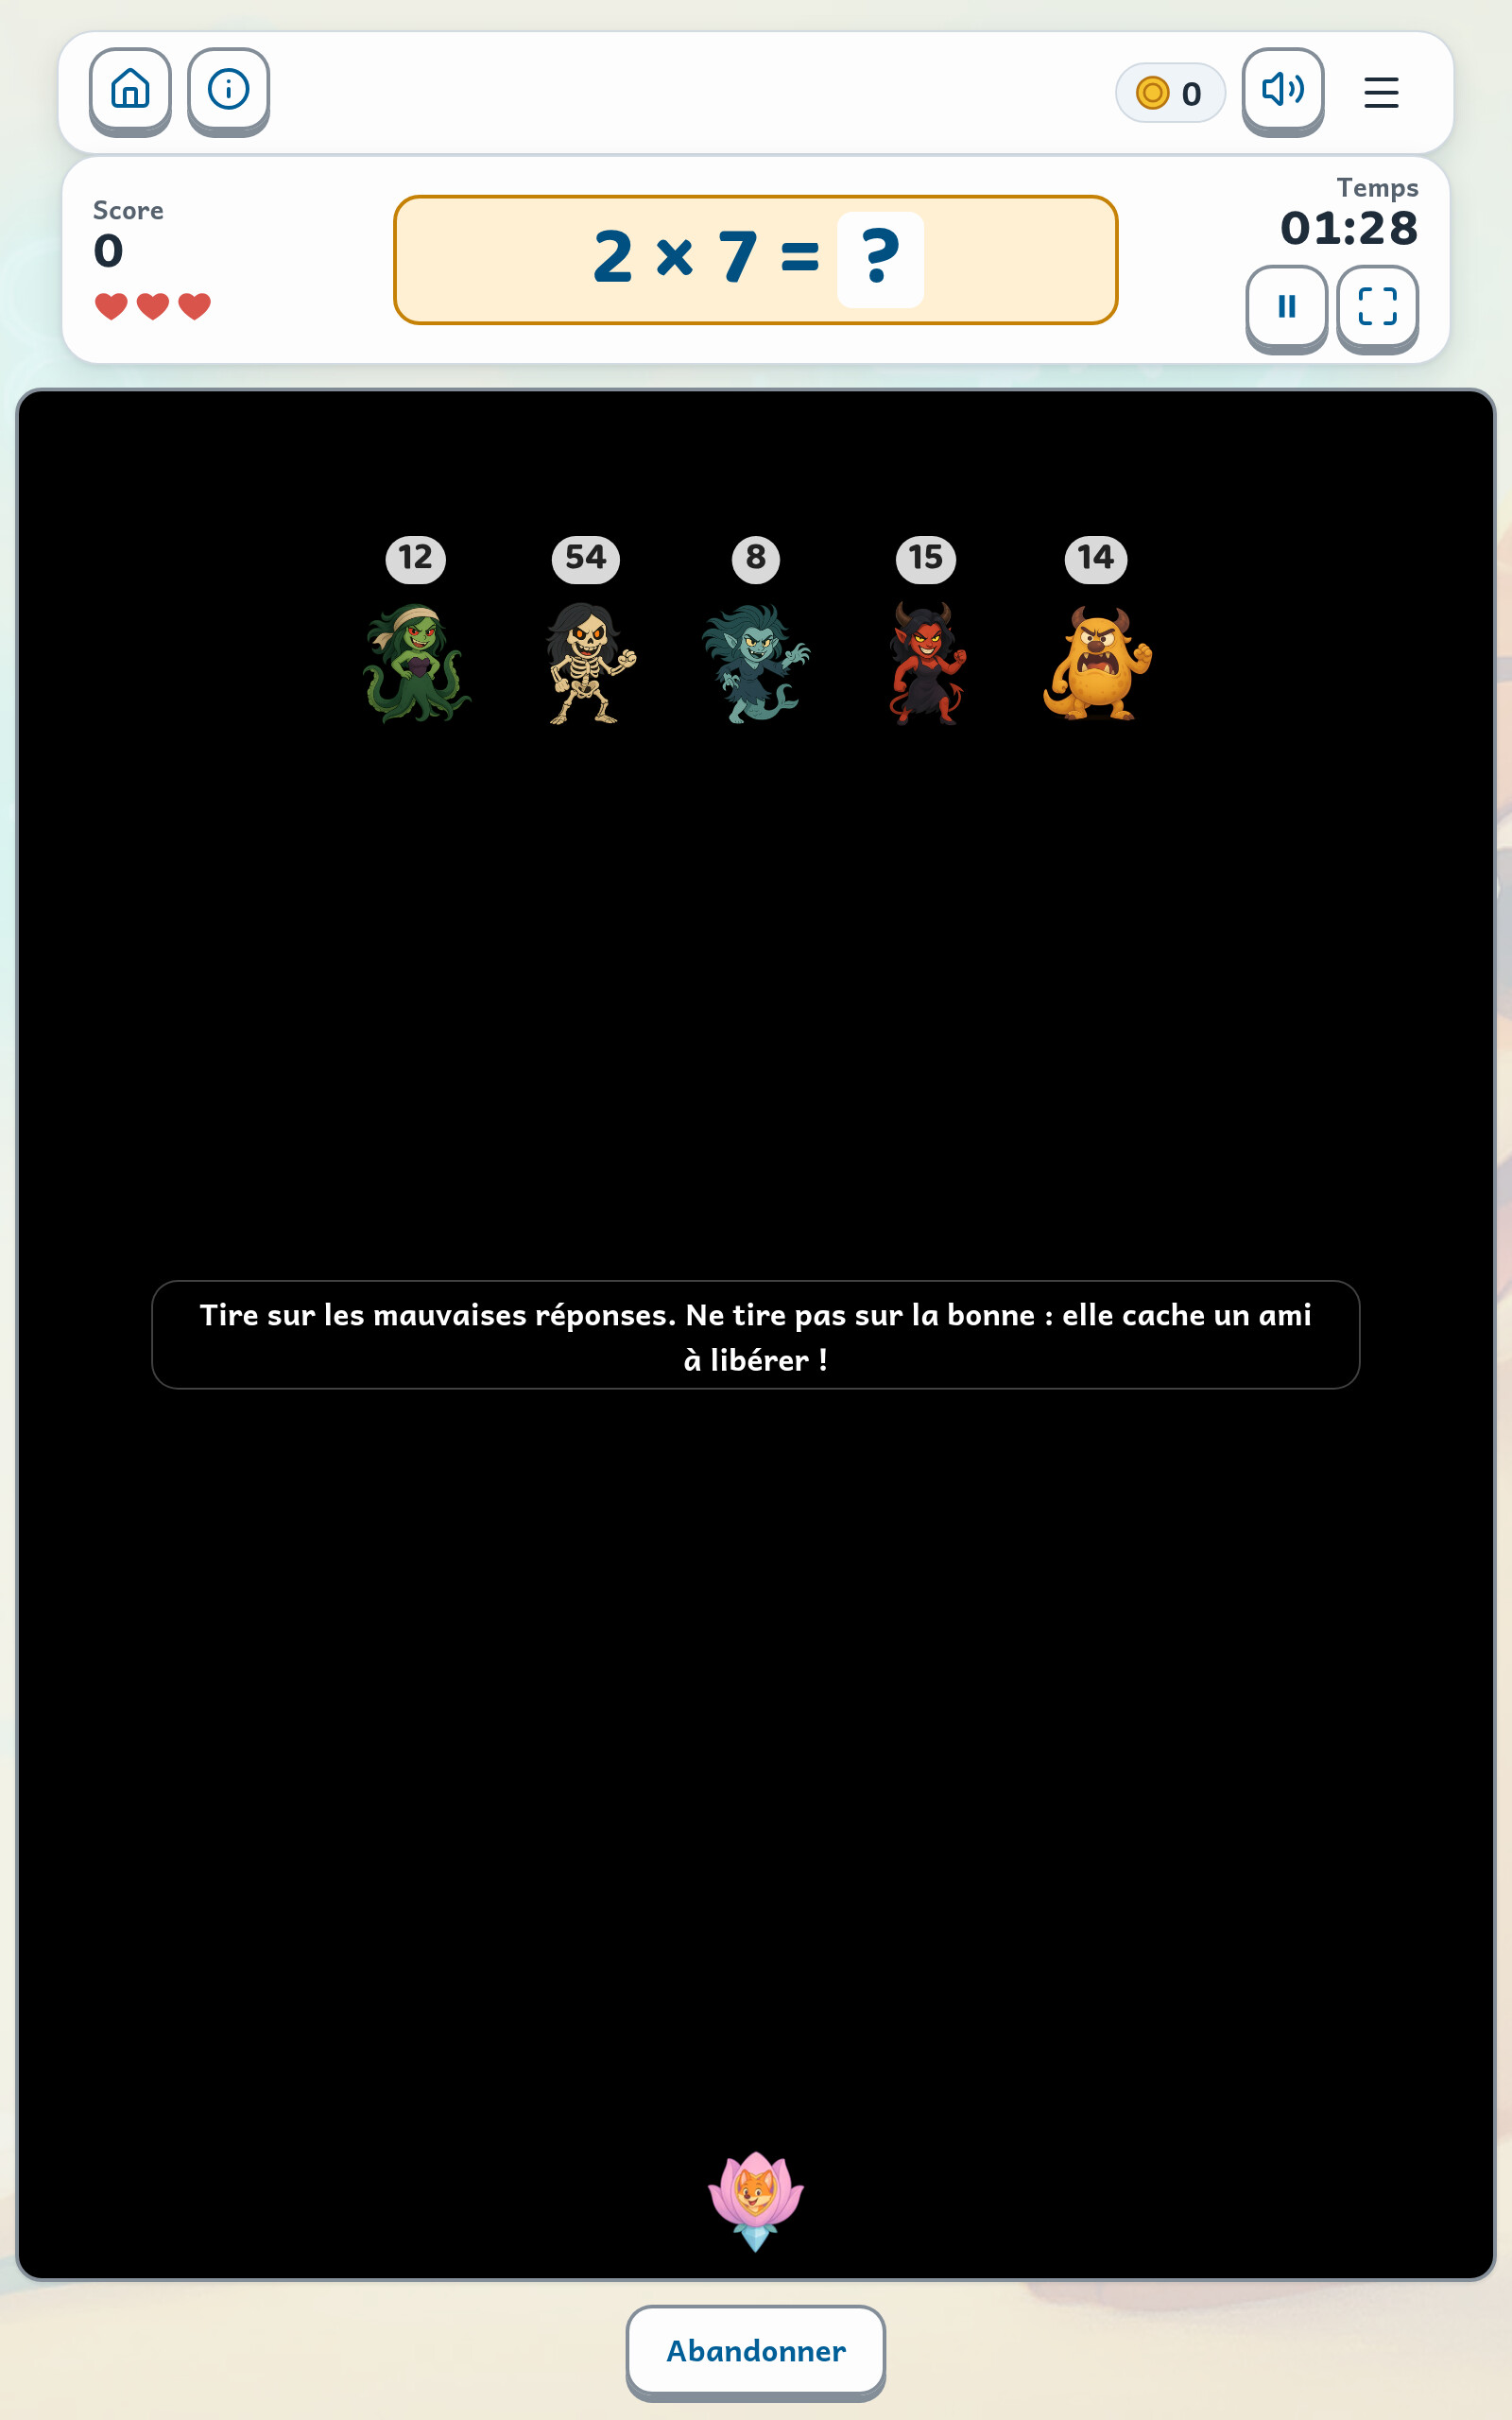 0
Score
0
2 × 7 = ?
Temps
01:28
12 54 8 15 14
Tire sur les mauvaises réponses. Ne tire pas sur la bonne : elle cache un ami
à libérer !
Abandonner